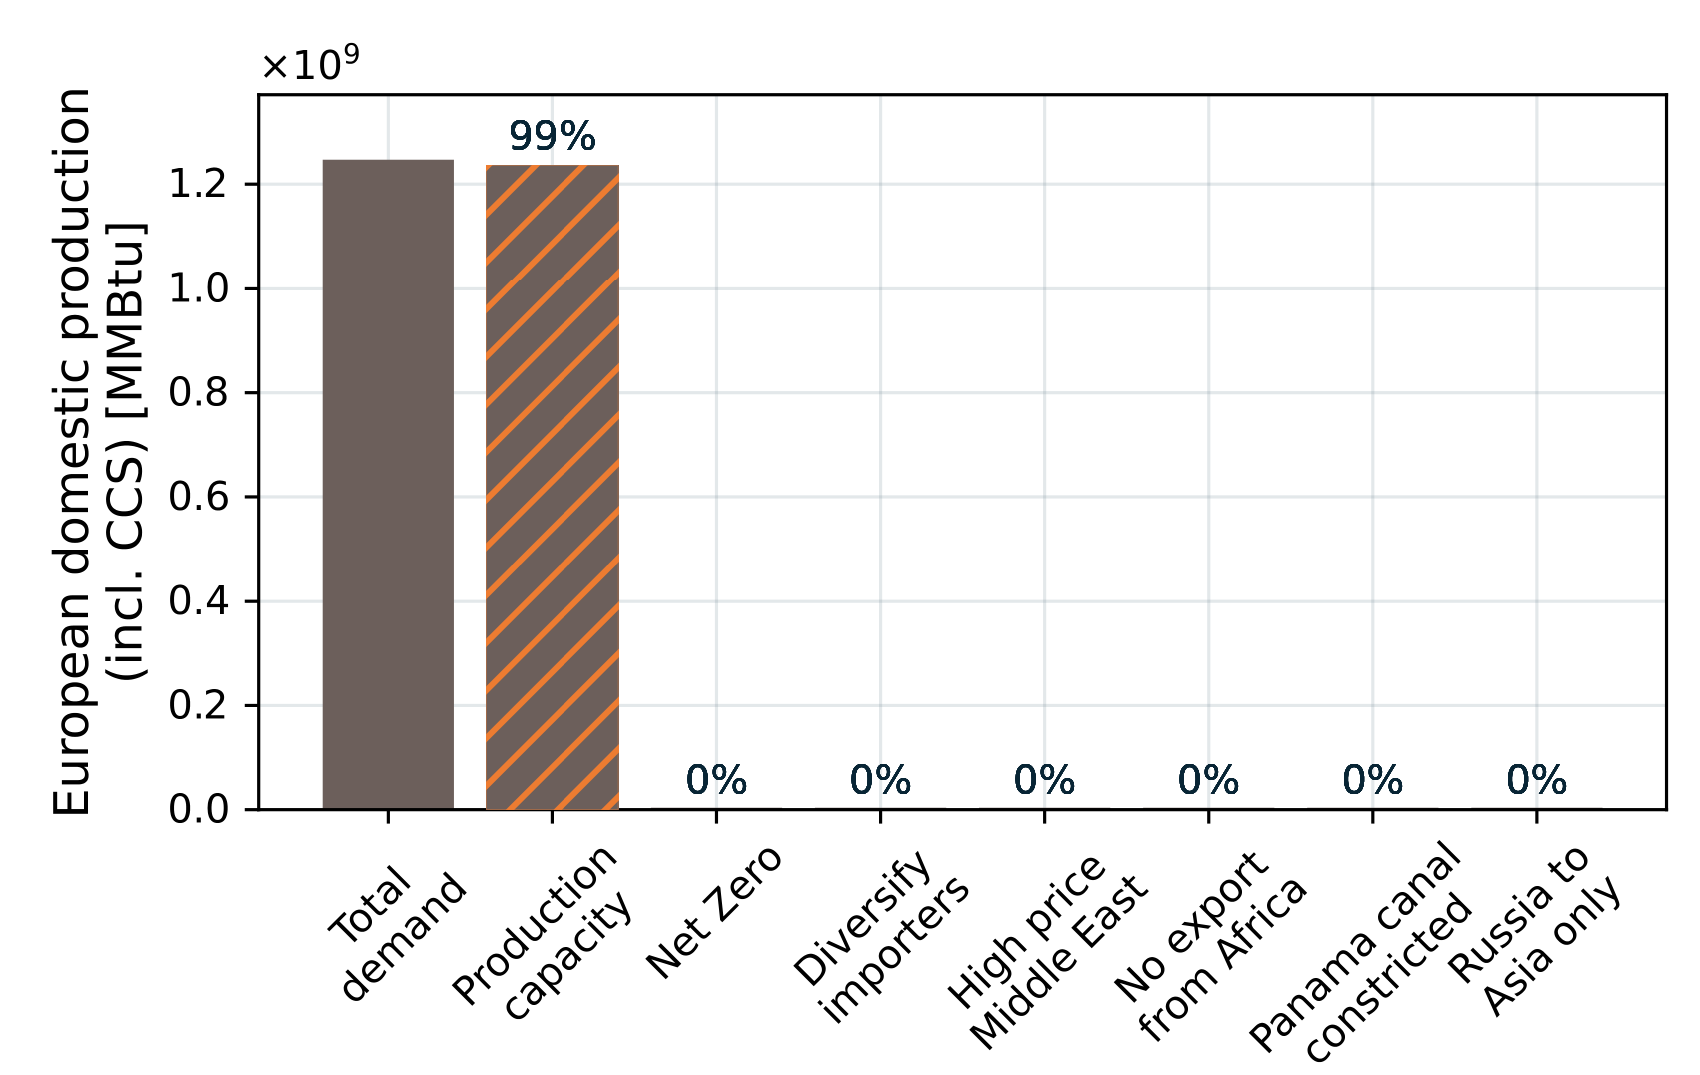 ×10⁹
European domestic production
(incl. CCS) [MMBtu]
1.2
1.0
0.8
0.6
0.4
0.2
0.0
99%
0%
0%
0%
0%
0%
0%
Total
demand
Production
capacity
Net Zero
Diversify
importers
High price
Middle East
No export
from Africa
Panama canal
constricted
Russia to
Asia only